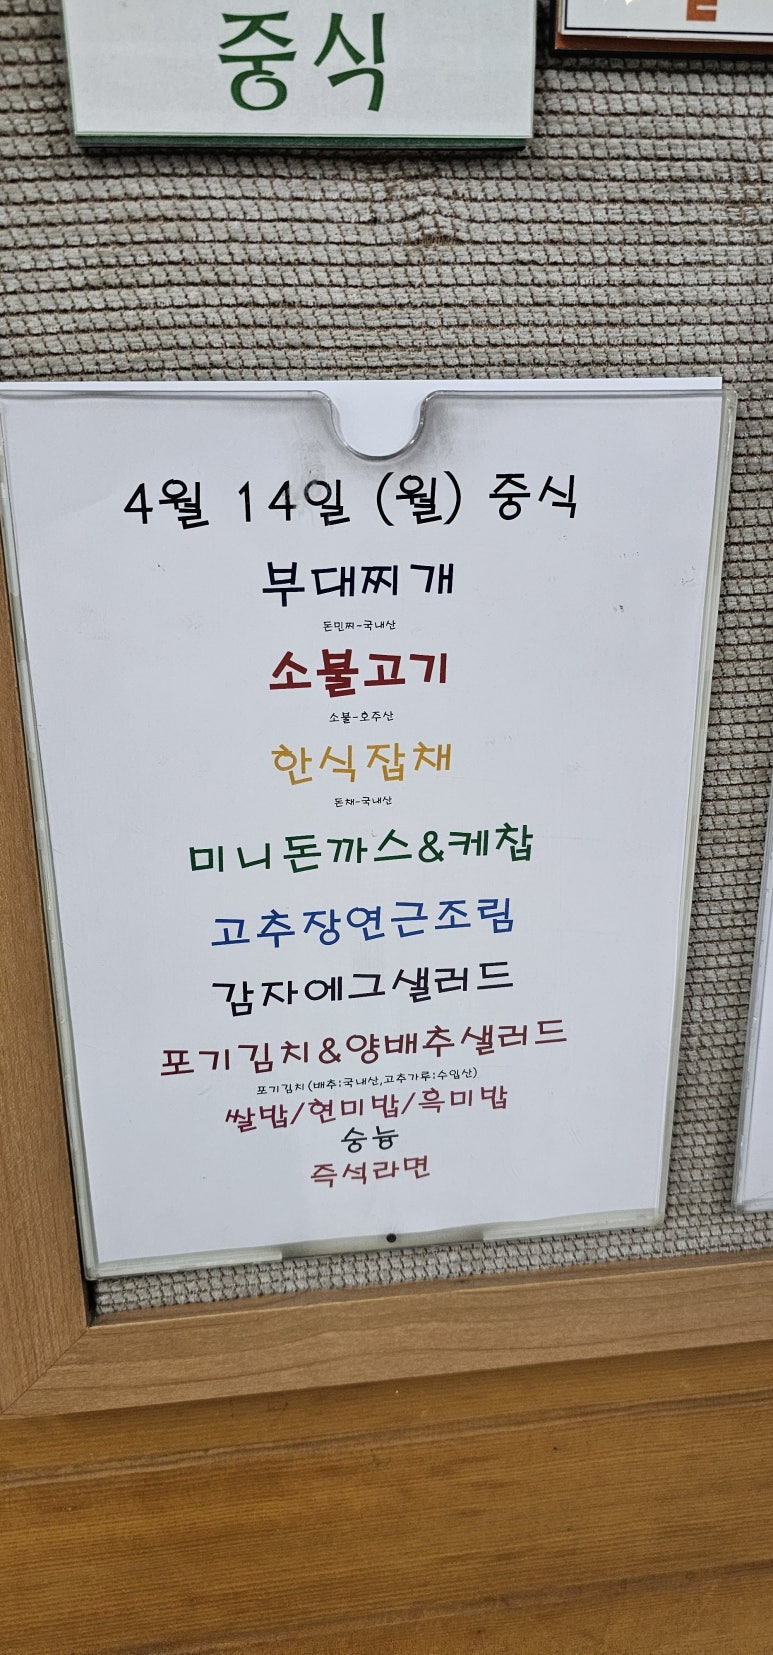 중식
4월 14일 (월) 중식
부대찌개
돈민찌-국내산
소불고기
소불-호주산
한식잡채
돈채-국내산
미니돈까스&케찹
고추장연근조림
감자에그샐러드
포기김치&양배추샐러드
포기김치(배추:국내산,고추가루:수입산)
쌀밥/현미밥/흑미밥
숭늉
즉석라면